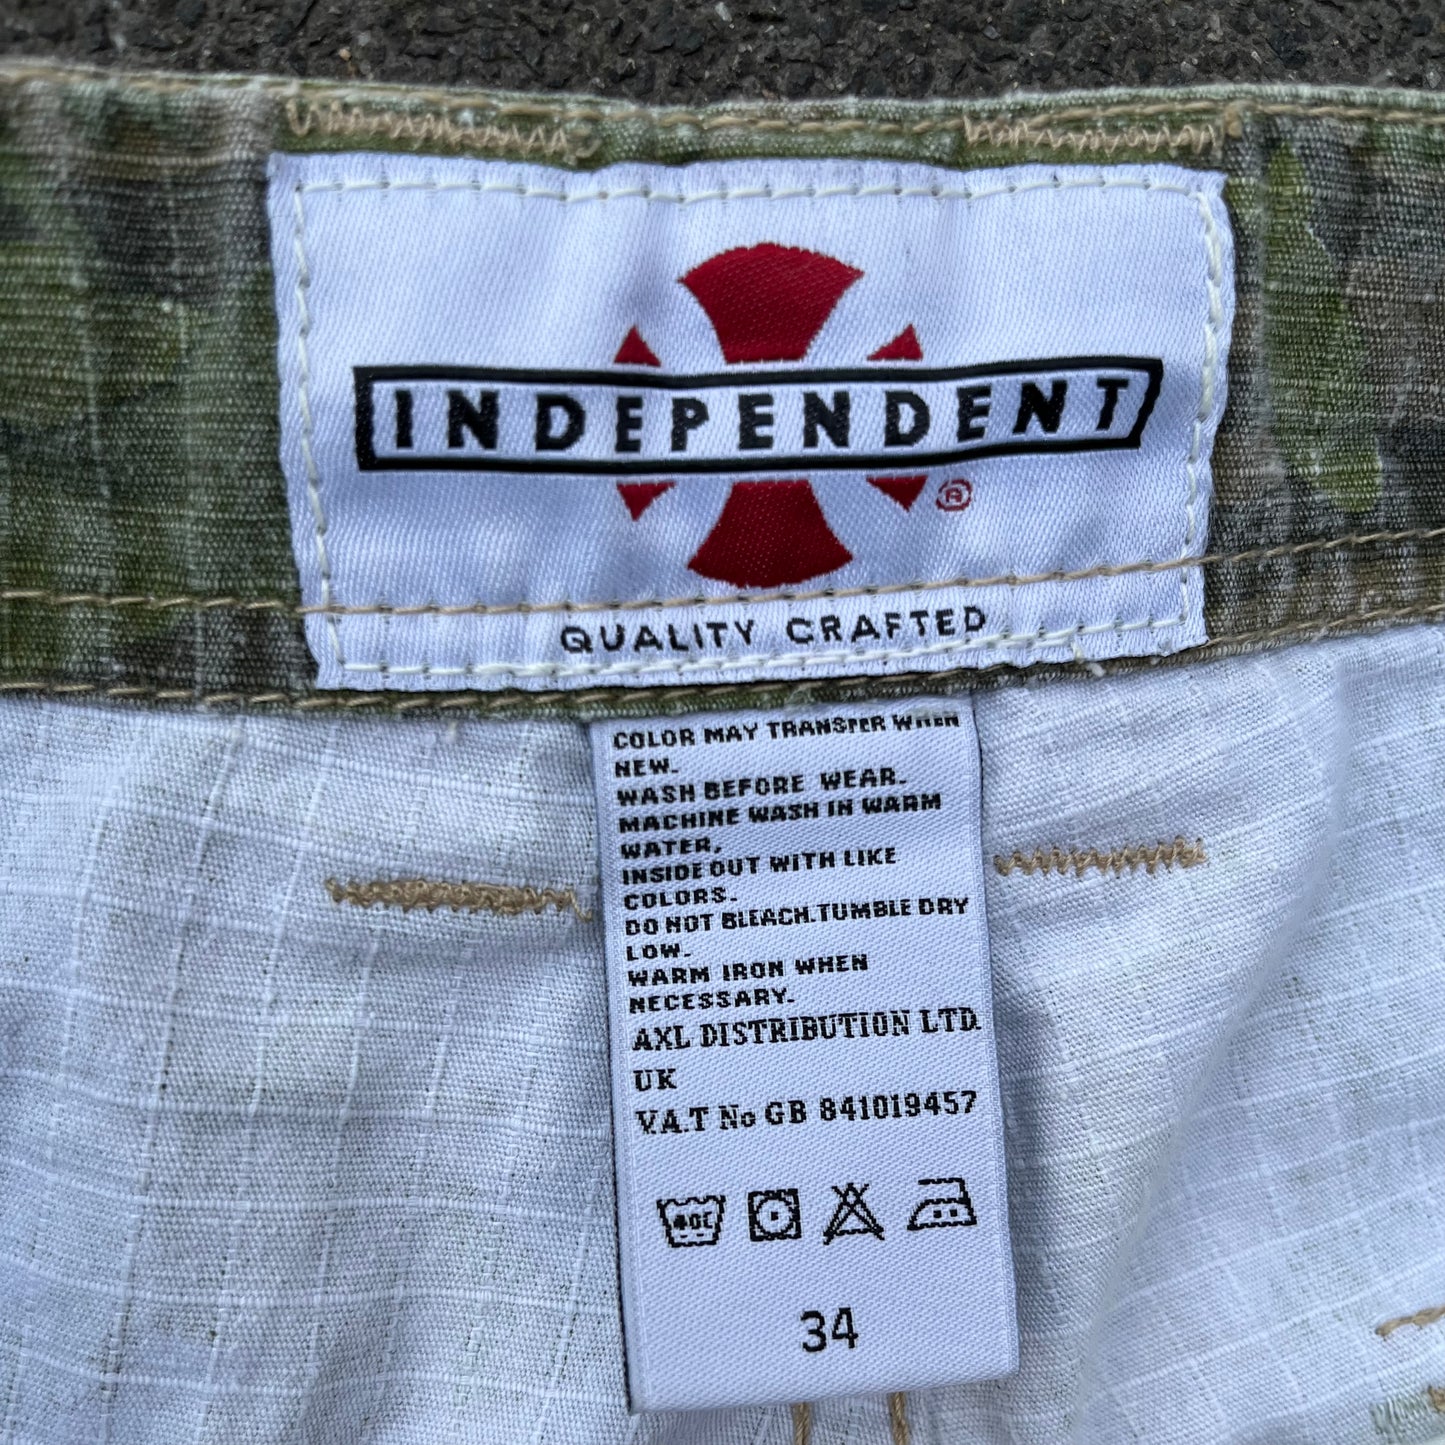 INDEPENDENT
®
QUALITY CRAFTED
COLOR MAY TRANSFER WHEN
NEW.
WASH BEFORE WEAR.
MACHINE WASH IN WARM
WATER,
INSIDE OUT WITH LIKE
COLORS.
DO NOT BLEACH.TUMBLE DRY
LOW.
WARM IRON WHEN
NECESSARY.
AXL DISTRIBUTION LTD.
UK
V.A.T No GB 841019457
40C
34